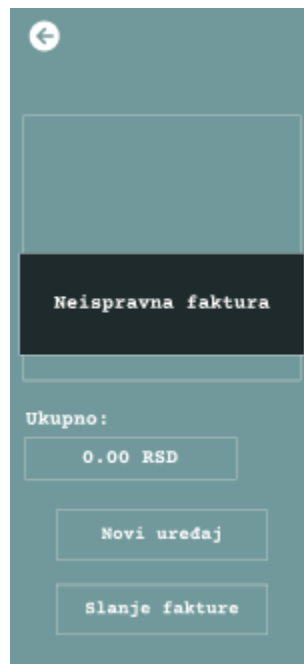 Neispravna faktura
Ukupno:
0.00 RSD
Novi uređaj
Slanje fakture